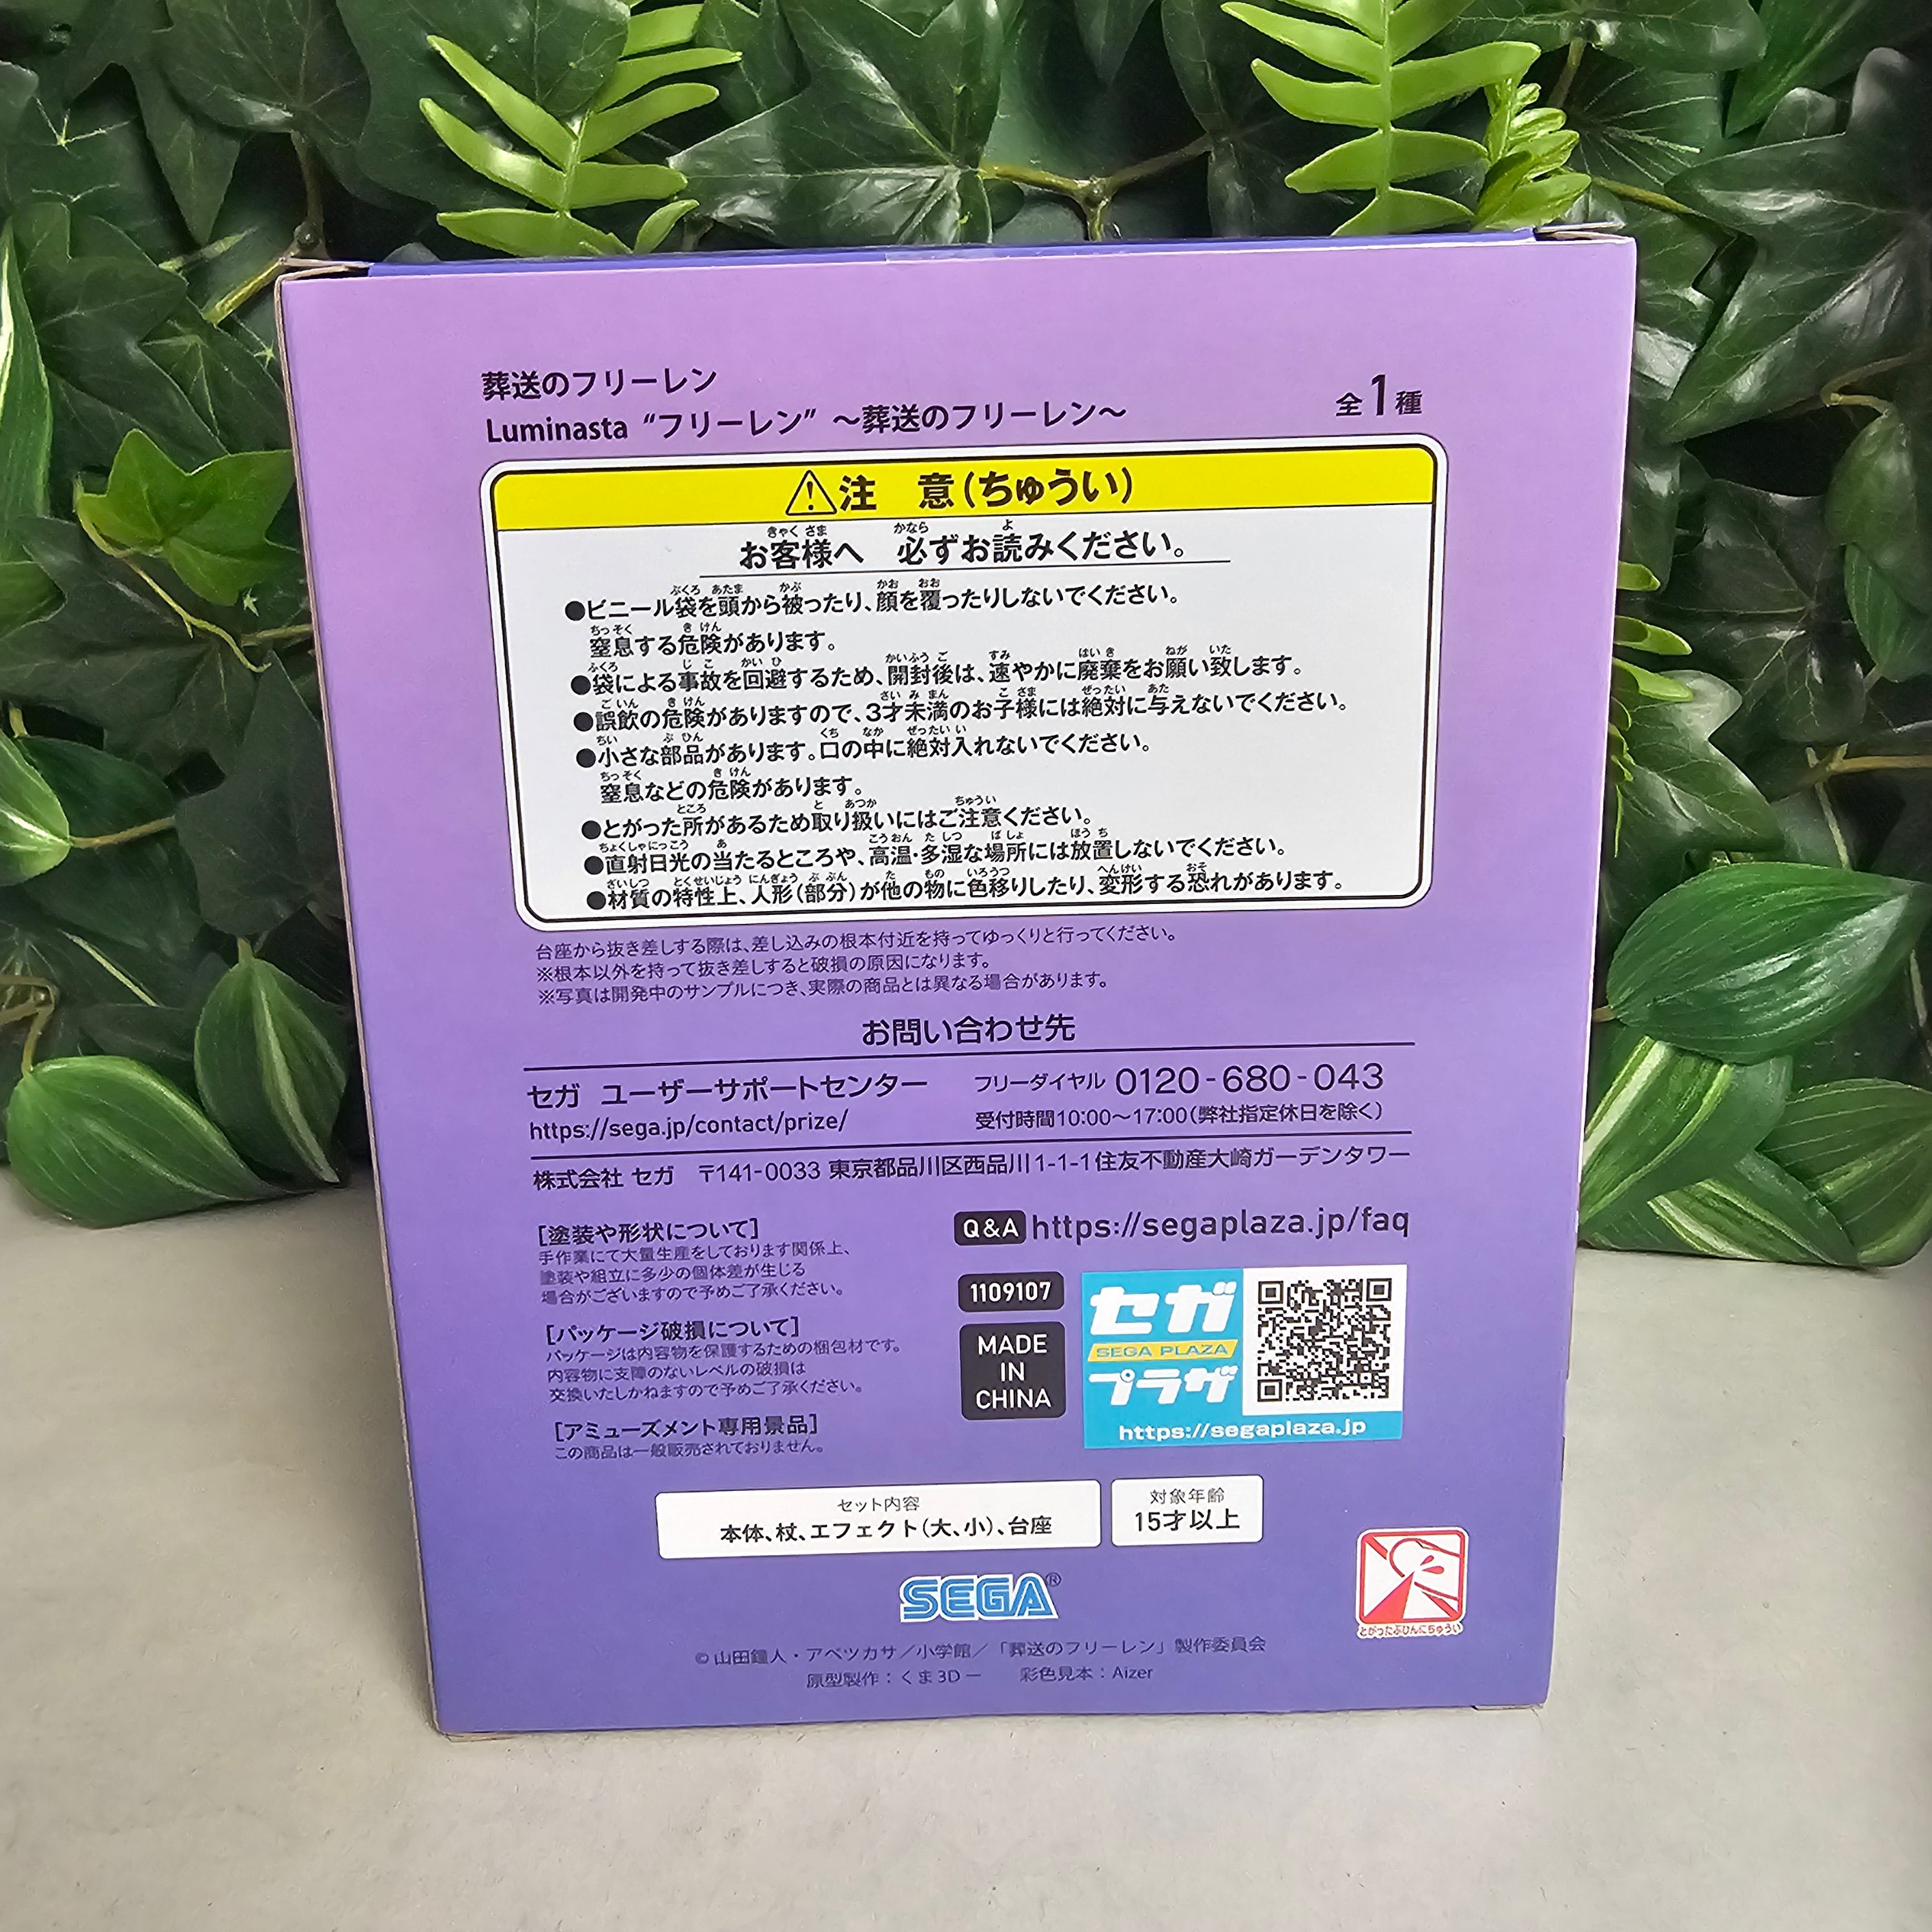 葬送のフリーレン
Luminasta “フリーレン” ～葬送のフリーレン～
全1種
注 意(ちゅうい)
お客様へ 必ずお読みください。
●ビニール袋を頭から被ったり、顔を覆ったりしないでください。
窒息する危険があります。
●袋による事故を回避するため、開封後は、速やかに廃棄をお願い致します。
●誤飲の危険がありますので、3才未満のお子様には絶対に与えないでください。
●小さな部品があります。口の中に絶対入れないでください。
窒息などの危険があります。
●とがった所があるため取り扱いにはご注意ください。
●直射日光の当たるところや、高温・多湿な場所には放置しないでください。
●材質の特性上、人形(部分)が他の物に色移りしたり、変形する恐れがあります。
台座から抜き差しする際は、差し込みの根本付近を持ってゆっくりと行ってください。
※根本以外を持って抜き差しすると破損の原因になります。
※写真は開発中のサンプルにつき、実際の商品とは異なる場合があります。
お問い合わせ先
セガ ユーザーサポートセンター
https://sega.jp/contact/prize/
フリーダイヤル 0120-680-043
受付時間10:00～17:00(弊社指定休日を除く)
株式会社 セガ 〒141-0033 東京都品川区西品川1-1-1住友不動産大崎ガーデンタワー
[塗装や形状について]
手作業にて大量生産をしております関係上、
塗装や組立に多少の個体差が生じる
場合がございますので予めご了承ください。
[パッケージ破損について]
パッケージは内容物を保護するための梱包材です。
内容物に支障のないレベルの破損は
交換いたしかねますので予めご了承ください。
[アミューズメント専用景品]
この商品は一般販売されておりません。
Q&A https://segaplaza.jp/faq
1109107
MADE
IN
CHINA
セガ
SEGA PLAZA
プラザ
https://segaplaza.jp
セット内容
本体、杖、エフェクト(大、小)、台座
対象年齢
15才以上
SEGA®
とがったぶひんにちゅうい
©山田鐘人・アベツカサ／小学館／「葬送のフリーレン」製作委員会
原型製作：くま3Dー 彩色見本：Aizer